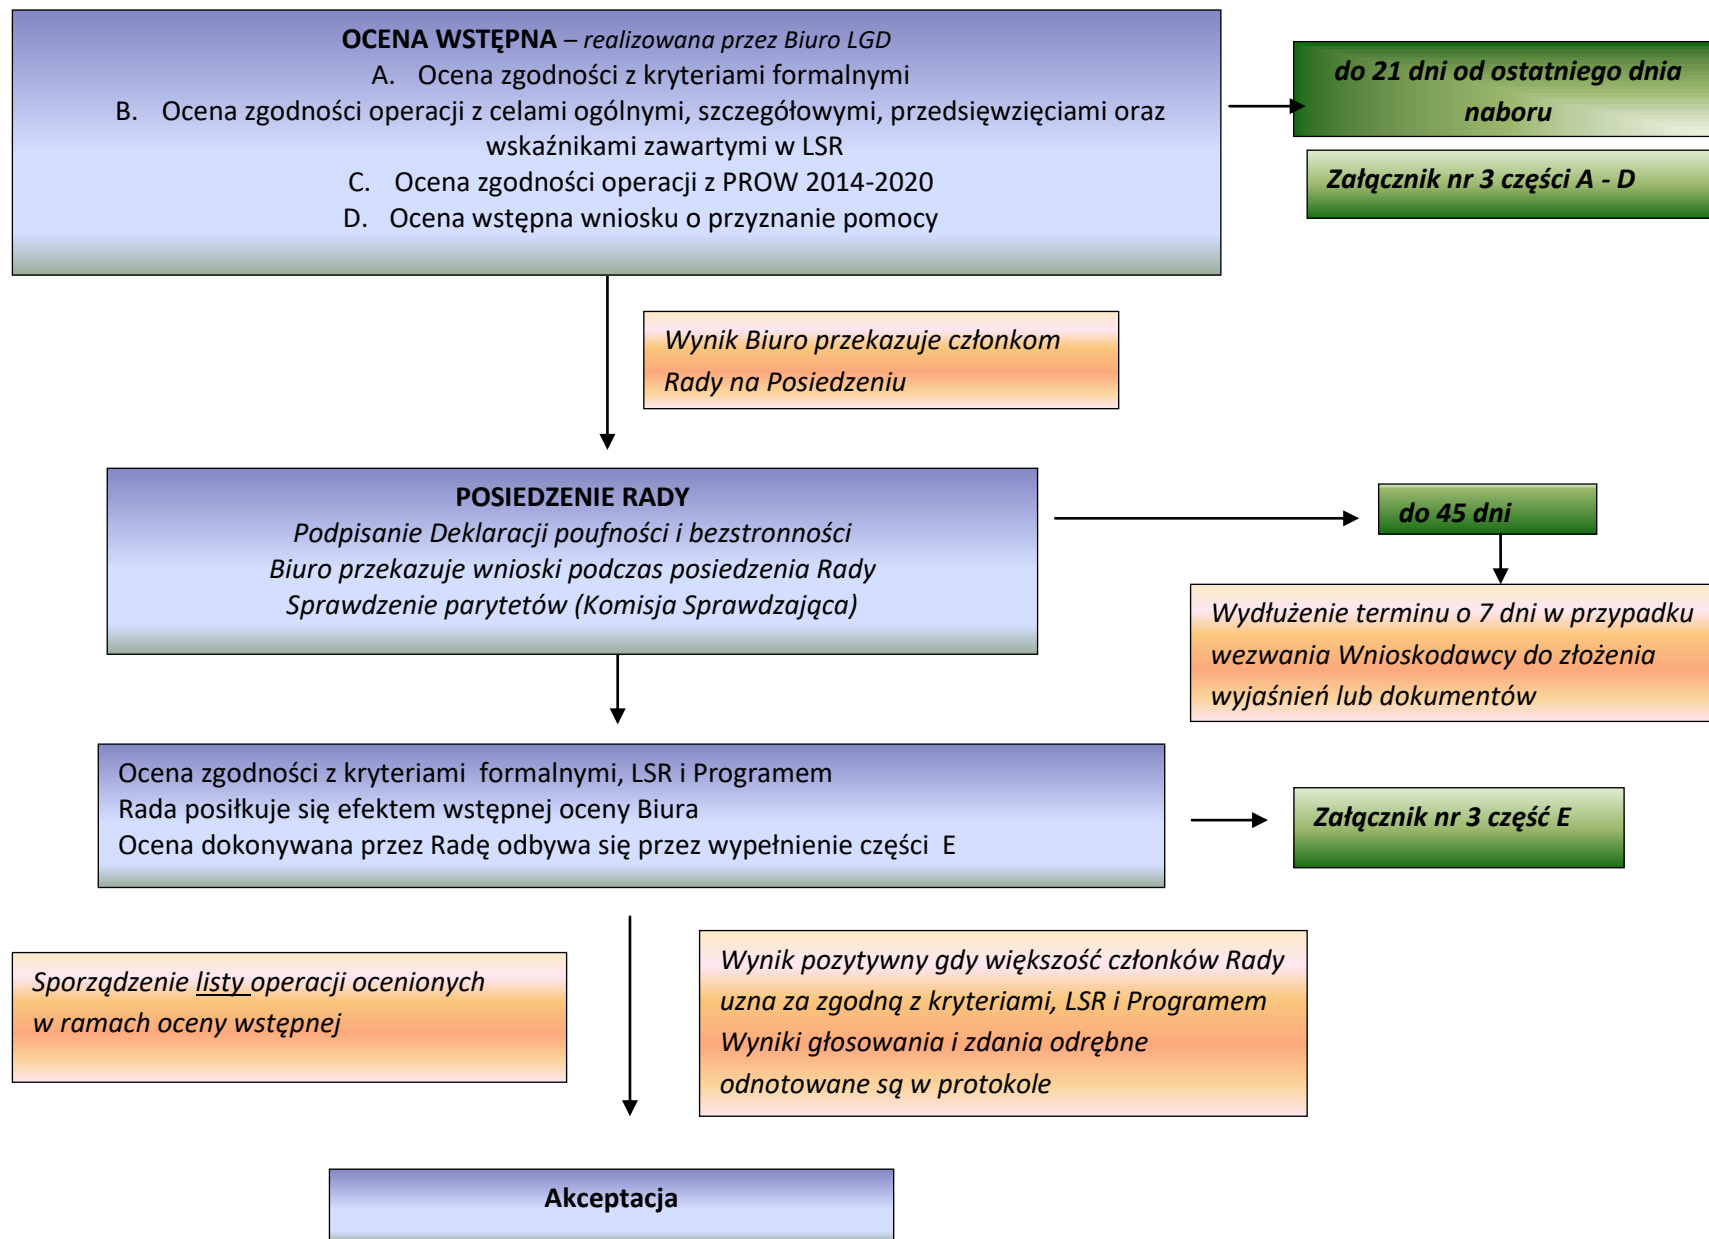 OCENA WSTĘPNA – realizowana przez Biuro LGD
A. Ocena zgodności z kryteriami formalnymi
B. Ocena zgodności operacji z celami ogólnymi, szczegółowymi, przedsięwzięciami oraz
wskaźnikami zawartymi w LSR
C. Ocena zgodności operacji z PROW 2014-2020
D. Ocena wstępna wniosku o przyznanie pomocy
do 21 dni od ostatniego dnia
naboru
Załącznik nr 3 części A - D
Wynik Biuro przekazuje członkom
Rady na Posiedzeniu
POSIEDZENIE RADY
Podpisanie Deklaracji poufności i bezstronności
Biuro przekazuje wnioski podczas posiedzenia Rady
Sprawdzenie parytetów (Komisja Sprawdzająca)
do 45 dni
Wydłużenie terminu o 7 dni w przypadku
wezwania Wnioskodawcy do złożenia
wyjaśnień lub dokumentów
Ocena zgodności z kryteriami formalnymi, LSR i Programem
Rada posiłkuje się efektem wstępnej oceny Biura
Ocena dokonywana przez Radę odbywa się przez wypełnienie części E
Załącznik nr 3 część E
Sporządzenie listy operacji ocenionych
w ramach oceny wstępnej
Wynik pozytywny gdy większość członków Rady
uzna za zgodną z kryteriami, LSR i Programem
Wyniki głosowania i zdania odrębne
odnotowane są w protokole
Akceptacja